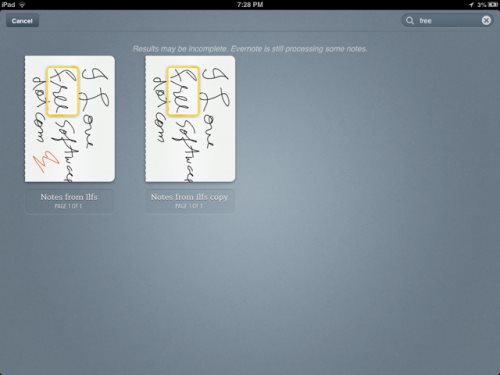 iPad 7:28 PM 3%
Cancel free
Results may be incomplete. Evernote is still processing some notes.
I Love
free Software
dot com
I Love
free Software
dot com
Notes from ilfs
PAGE 1 OF 1
Notes from ilfs copy
PAGE 1 OF 1